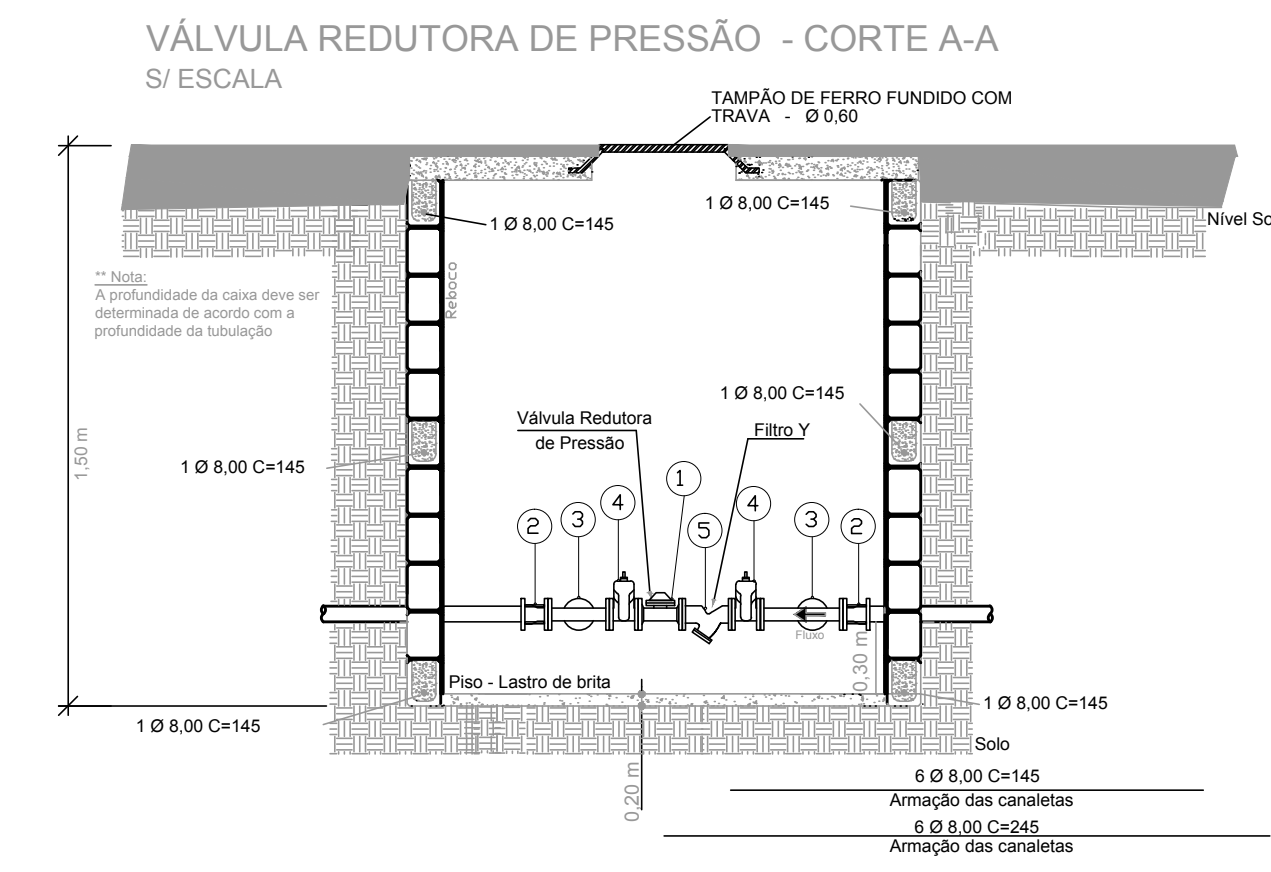 VÁLVULA REDUTORA DE PRESSÃO - CORTE A-A
S/ ESCALA
TAMPÃO DE FERRO FUNDIDO COM
TRAVA - Ø 0,60
1 Ø 8,00 C=145
1 Ø 8,00 C=145
Nível So
** Nota:
A profundidade da caixa deve ser
determinada de acordo com a
profundidade da tubulação
Reboco
1,50 m
1 Ø 8,00 C=145
1 Ø 8,00 C=145
Válvula Redutora
de Pressão
Filtro Y
2
3
4
1
5
4
3
2
Fluxo
0,30 m
Piso - Lastro de brita
1 Ø 8,00 C=145
1 Ø 8,00 C=145
Solo
0,20 m
6 Ø 8,00 C=145
Armação das canaletas
6 Ø 8,00 C=245
Armação das canaletas